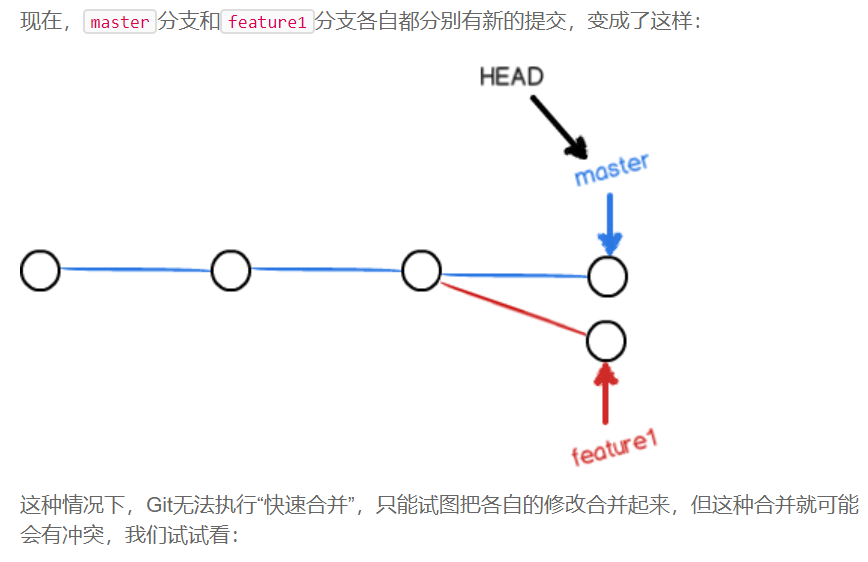 现在，master分支和feature1分支各自都分别有新的提交，变成了这样：
HEAD
master
feature1
这种情况下，Git无法执行“快速合并”，只能试图把各自的修改合并起来，但这种合并就可能
会有冲突，我们试试看：